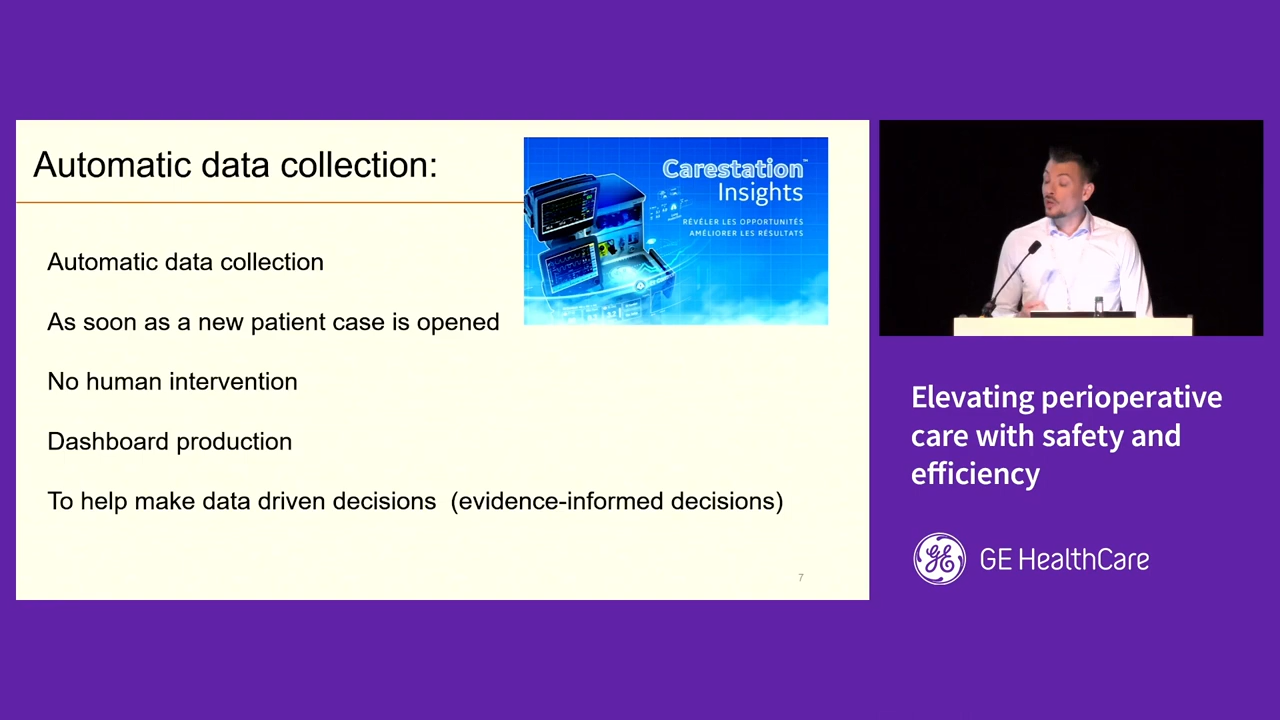 Automatic data collection:
Carestation™
Insights
RÉVÉLER LES OPPORTUNITÉS
AMÉLIORER LES RÉSULTATS
Automatic data collection
As soon as a new patient case is opened
No human intervention
Dashboard production
To help make data driven decisions (evidence-informed decisions)
7
Elevating perioperative
care with safety and
efficiency
GE HealthCare